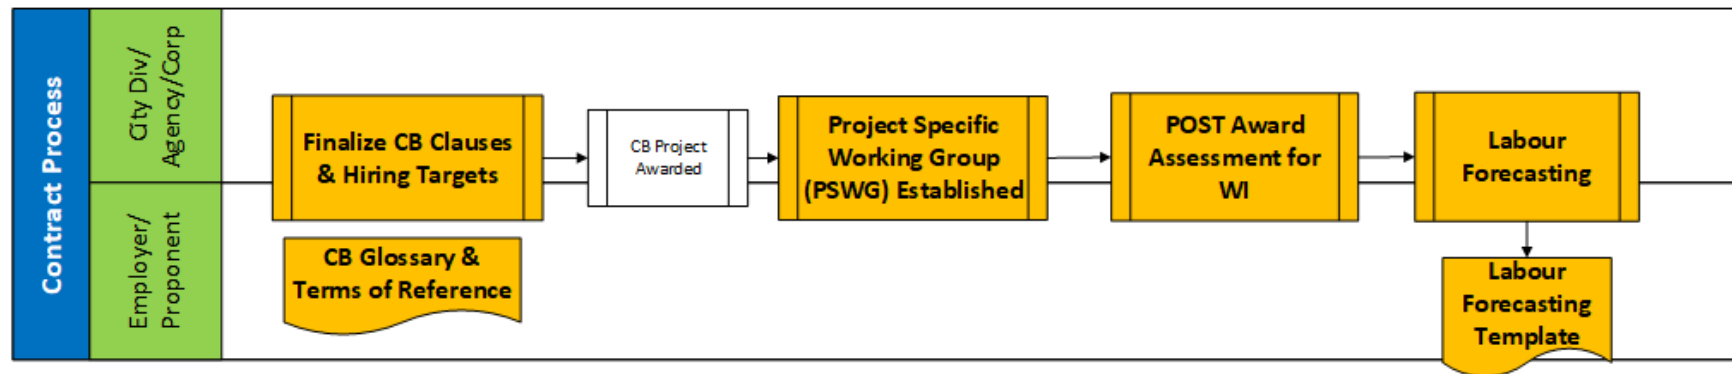 Contract Process
City Div/
Agency/Corp
Employer/
Proponent
Finalize CB Clauses
& Hiring Targets
CB Project
Awarded
Project Specific
Working Group
(PSWG) Established
POST Award
Assessment for
WI
Labour
Forecasting
CB Glossary &
Terms of Reference
Labour
Forecasting
Template